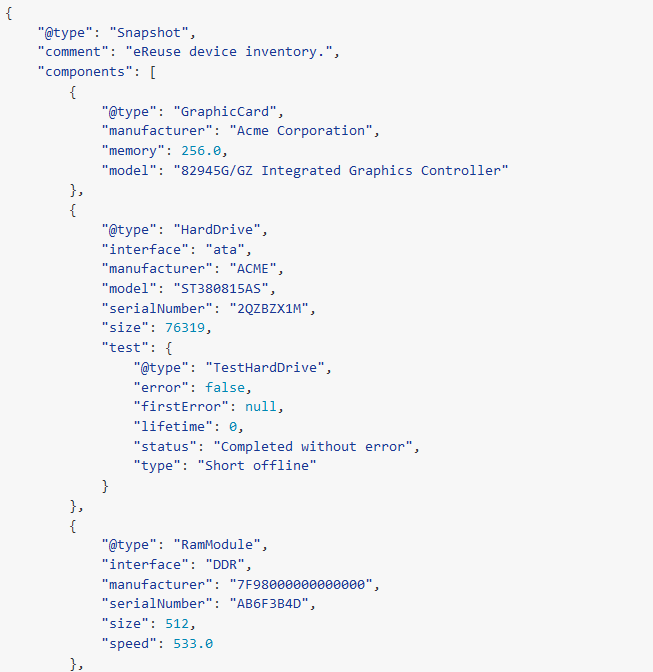 {
    "@type": "Snapshot",
    "comment": "eReuse device inventory.",
    "components": [
        {
            "@type": "GraphicCard",
            "manufacturer": "Acme Corporation",
            "memory": 256.0,
            "model": "82945G/GZ Integrated Graphics Controller"
        },
        {
            "@type": "HardDrive",
            "interface": "ata",
            "manufacturer": "ACME",
            "model": "ST380815AS",
            "serialNumber": "2QZBZX1M",
            "size": 76319,
            "test": {
                "@type": "TestHardDrive",
                "error": false,
                "firstError": null,
                "lifetime": 0,
                "status": "Completed without error",
                "type": "Short offline"
            }
        },
        {
            "@type": "RamModule",
            "interface": "DDR",
            "manufacturer": "7F98000000000000",
            "serialNumber": "AB6F3B4D",
            "size": 512,
            "speed": 533.0
        },